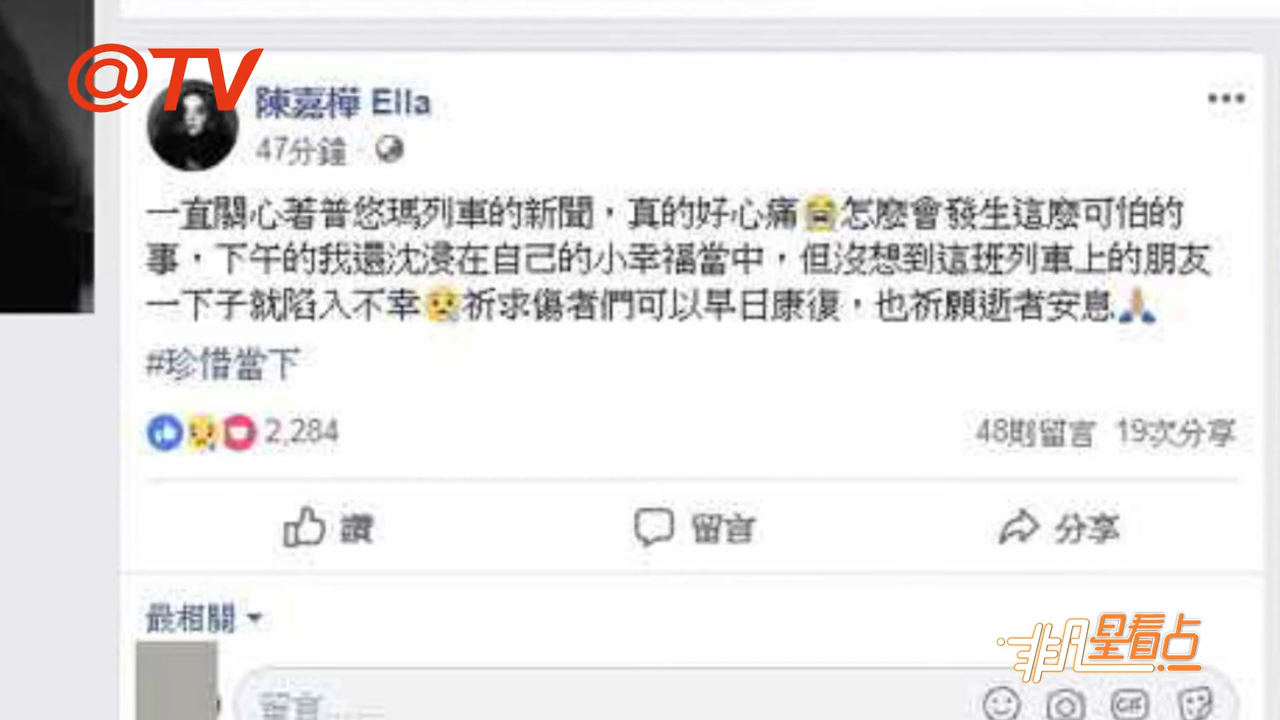 @TV
陳嘉樺 Ella
47分鐘
一直關心著普悠瑪列車的新聞，真的好心痛😭怎麼會發生這麼可怕的
事，下午的我還沈浸在自己的小幸福當中，但沒想到這班列車上的朋友
一下子就陷入不幸😢祈求傷者們可以早日康復，也祈願逝者安息🙏
#珍惜當下
2,284
48則留言 19次分享
讚 留言 分享
最相關
留言……
GIF
非凡星看点